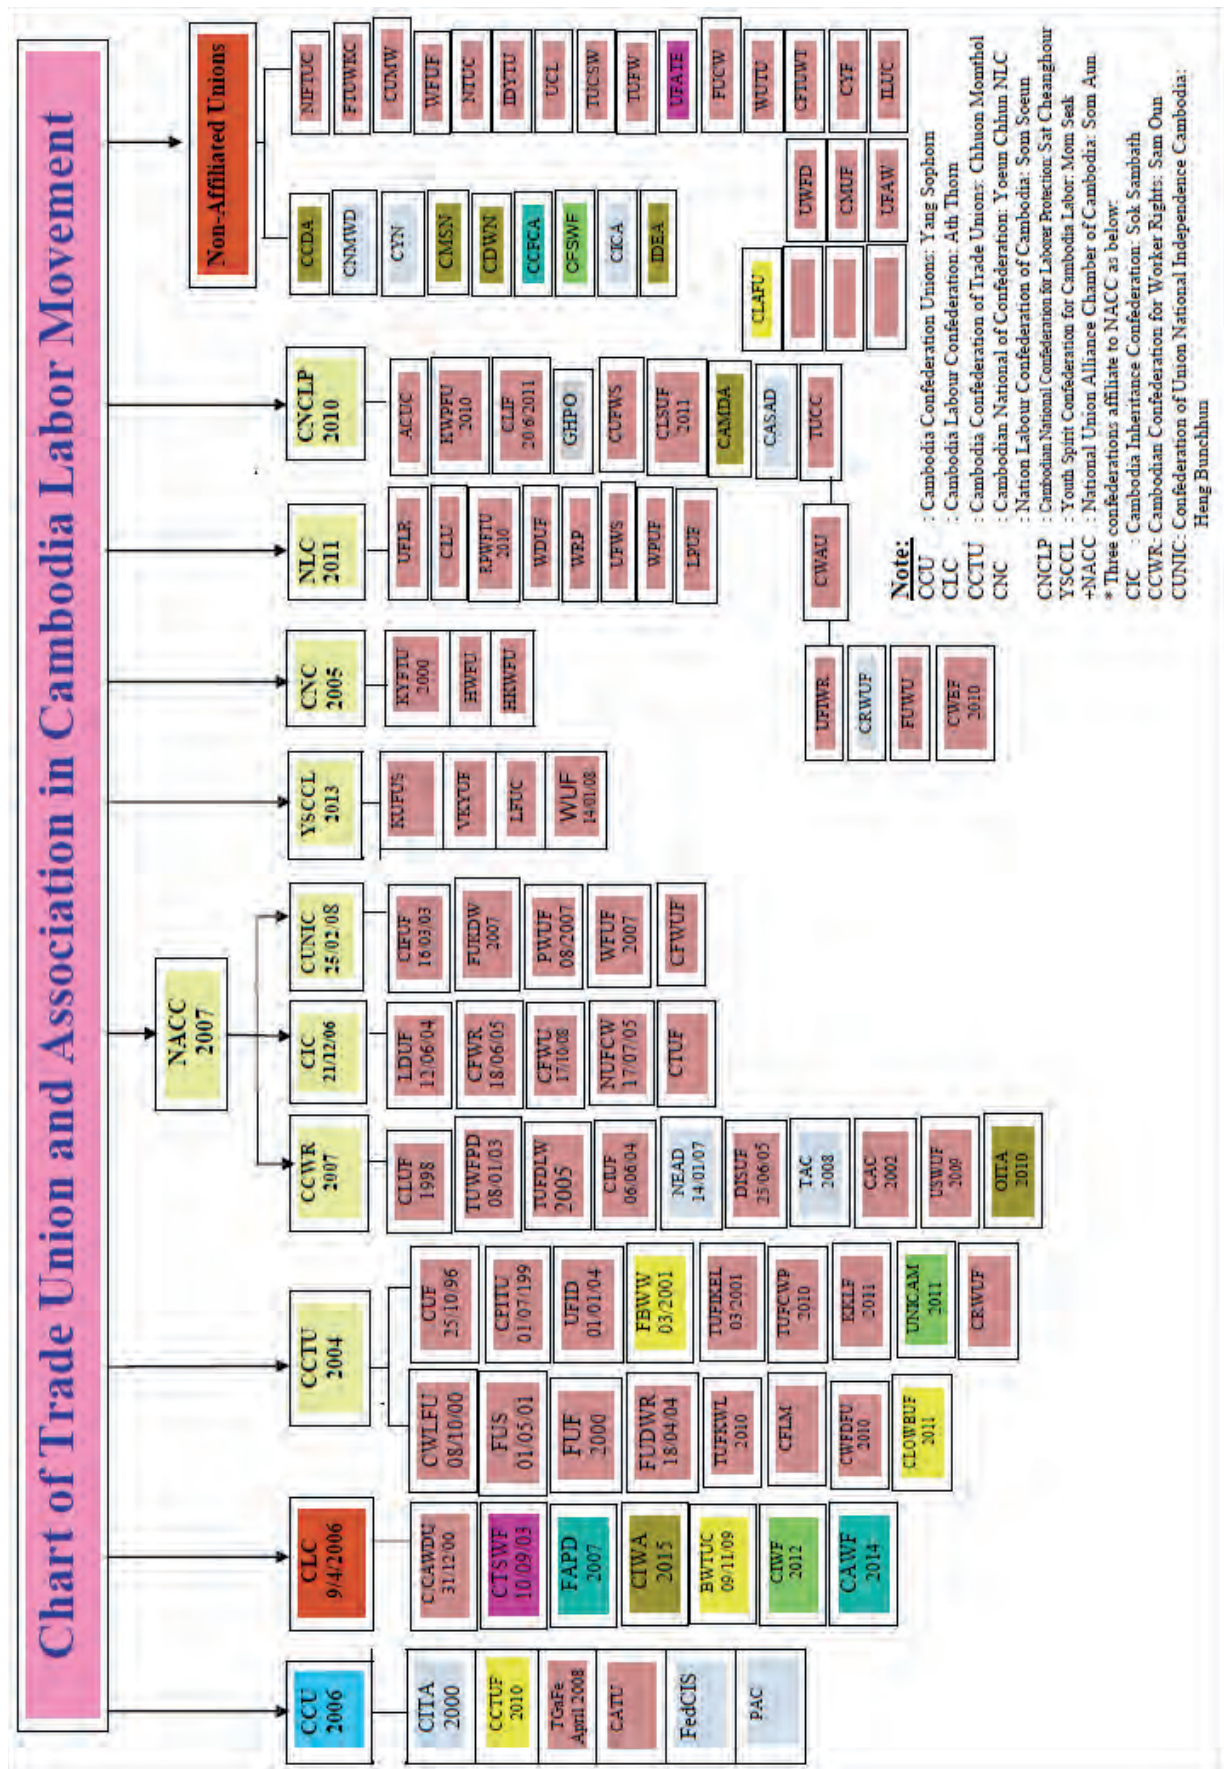 Chart of Trade Union and Association in Cambodia Labor Movement
CCU
2006
CITA
2000
CCTUF
2010
TGaFe
April 2008
CATU
FedCIS
PAC
CLC
9/4/2006
C.CAWDU
31/12/00
CTSWF
10/09/03
FAPD
2007
CIWA
2015
BWTUC
09/11/09
CIWF
2012
CAWF
2014
CCTU
2004
CWLFU
08/10/00
FUS
01/05/01
FUF
2000
FUDWR
18/04/04
TUFKWL
2010
CFLM
CWFDFU
2010
CLOWBUF
2011
CUF
25/10/96
CPITU
01/07/199
UFID
01/01/04
FBWW
03/2001
TUFIKEL
03/2001
TUFCWP
2010
KKLF
2011
UNICAM
2011
CRWUF
NACC
2007
CCWR
2007
CLUF
1998
TUWFPD
08/01/03
TUFDLW
2005
CIUF
06/06/04
NEAD
14/01/07
DISUF
25/06/05
TAC
2008
CAC
2002
USWUF
2009
OITA
2010
CIC
21/12/06
LDUF
12/06/04
CFWR
18/06/05
CFWU
17/10/08
NUFCW
17/07/05
CTUF
CUNIC
25/02/08
CIFUF
16/03/03
FURDW
2007
PWUF
08/2007
WFUF
2007
CFWUF
YSCCL
2013
KUFUS
VKYUF
LFUC
WUF
14/01/08
CNC
2005
KYFTU
2000
HWFU
HKWFU
NLC
2011
UFLR
CLU
RPWFTU
2010
WDUF
WRP
UFWS
WPUF
LPUF
CNCLP
2010
ACUC
KWPFU
2010
CLIF
20/6/2011
GHPO
CUFWS
CLSUF
2011
CAMDA
CASAD
TUCC
CWAU
UFIWR
CRWUF
FUWU
CWEF
2010
CLAFU
UWFD
CMUF
UFAW
Non-Affiliated Unions
CCDA
CNMWD
CYN
CMSN
CDWN
CCFCA
CFSWF
CICA
IDEA
NIFTUC
FTUWKC
CUMW
WFUF
NTUC
IDYTU
UCL
TUCSW
TUFW
UFATE
FUCW
WUTU
CFTUWT
CYF
ILUC
Note:
CCU : Cambodia Confederation Unions: Yang Sophorn
CLC : Cambodia Labour Confederation: Ath Thorn
CCTU : Cambodia Confederation of Trade Unions: Chhuon Momthol
CNC : Cambodian National of Confederation: Yoeun Chhun NLC
: Nation Labour Confederation of Cambodia: Som Soeun
CNCLP : Cambodian National Confederation for Laborer Protection: Sat Cheanghour
YSCCL : Youth Spirit Confederation for Cambodia Labor: Mom Seak
+NACC : National Union Alliance Chamber of Cambodia: Som Aun
* Three confederations affiliate to NACC as below:
-CIC : Cambodia Inheritance Confederation: Sok Sambath
-CCWR: Cambodian Confederation for Worker Rights: Sam Oun
-CUNIC: Confederation of Union National Independence Cambodia:
Heng Bunchhun